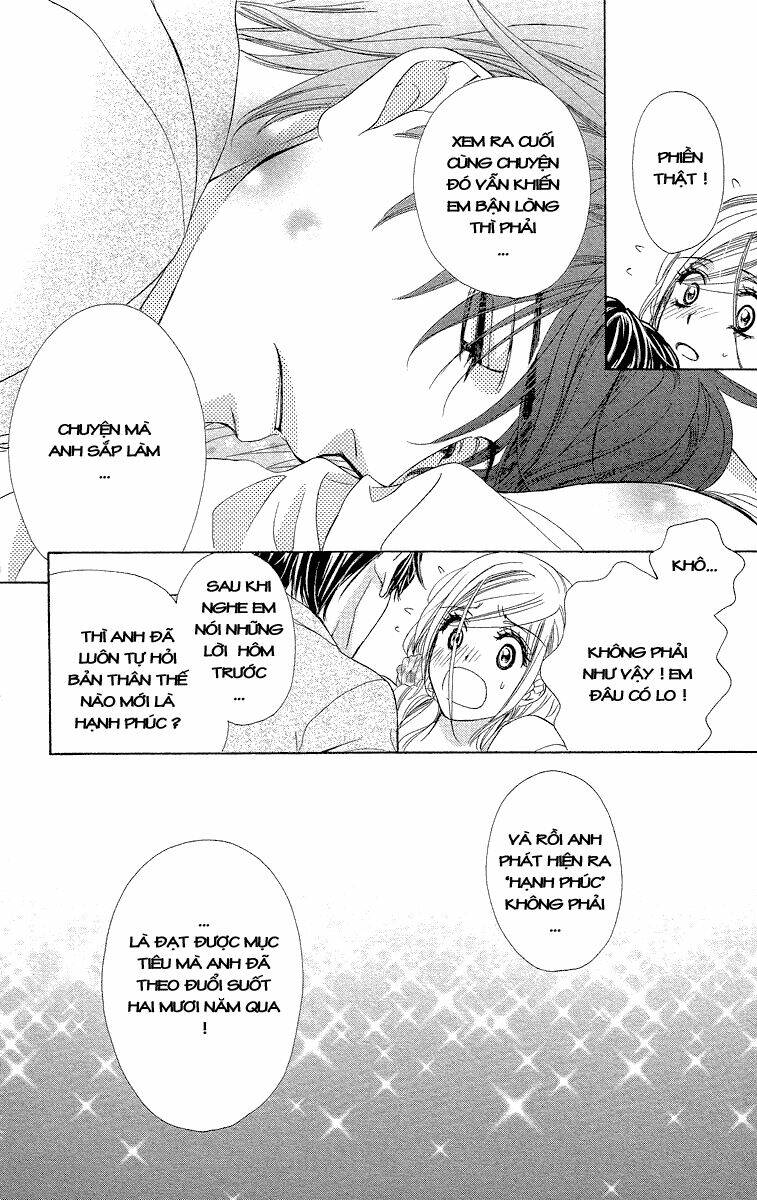 PHIỀN
THẬT !
XEM RA CUỐI
CÙNG CHUYỆN
ĐÓ VẪN KHIẾN
EM BẬN LÒNG
THÌ PHẢI
...
CHUYỆN MÀ
ANH SẮP LÀM
...
KHÔ...
KHÔNG PHẢI
NHƯ VẬY ! EM
ĐÂU CÓ LO !
SAU KHI
NGHE EM
NÓI NHỮNG
LỜI HÔM
TRƯỚC
...
THÌ ANH ĐÃ
LUÔN TỰ HỎI
BẢN THÂN THẾ
NÀO MỚI LÀ
HẠNH PHÚC ?
VÀ RỒI ANH
PHÁT HIỆN RA
'HẠNH PHÚC'
KHÔNG PHẢI
...
...
LÀ ĐẠT ĐƯỢC MỤC
TIÊU MÀ ANH ĐÃ
THEO ĐUỔI SUỐT
HAI MƯƠI NĂM QUA
!